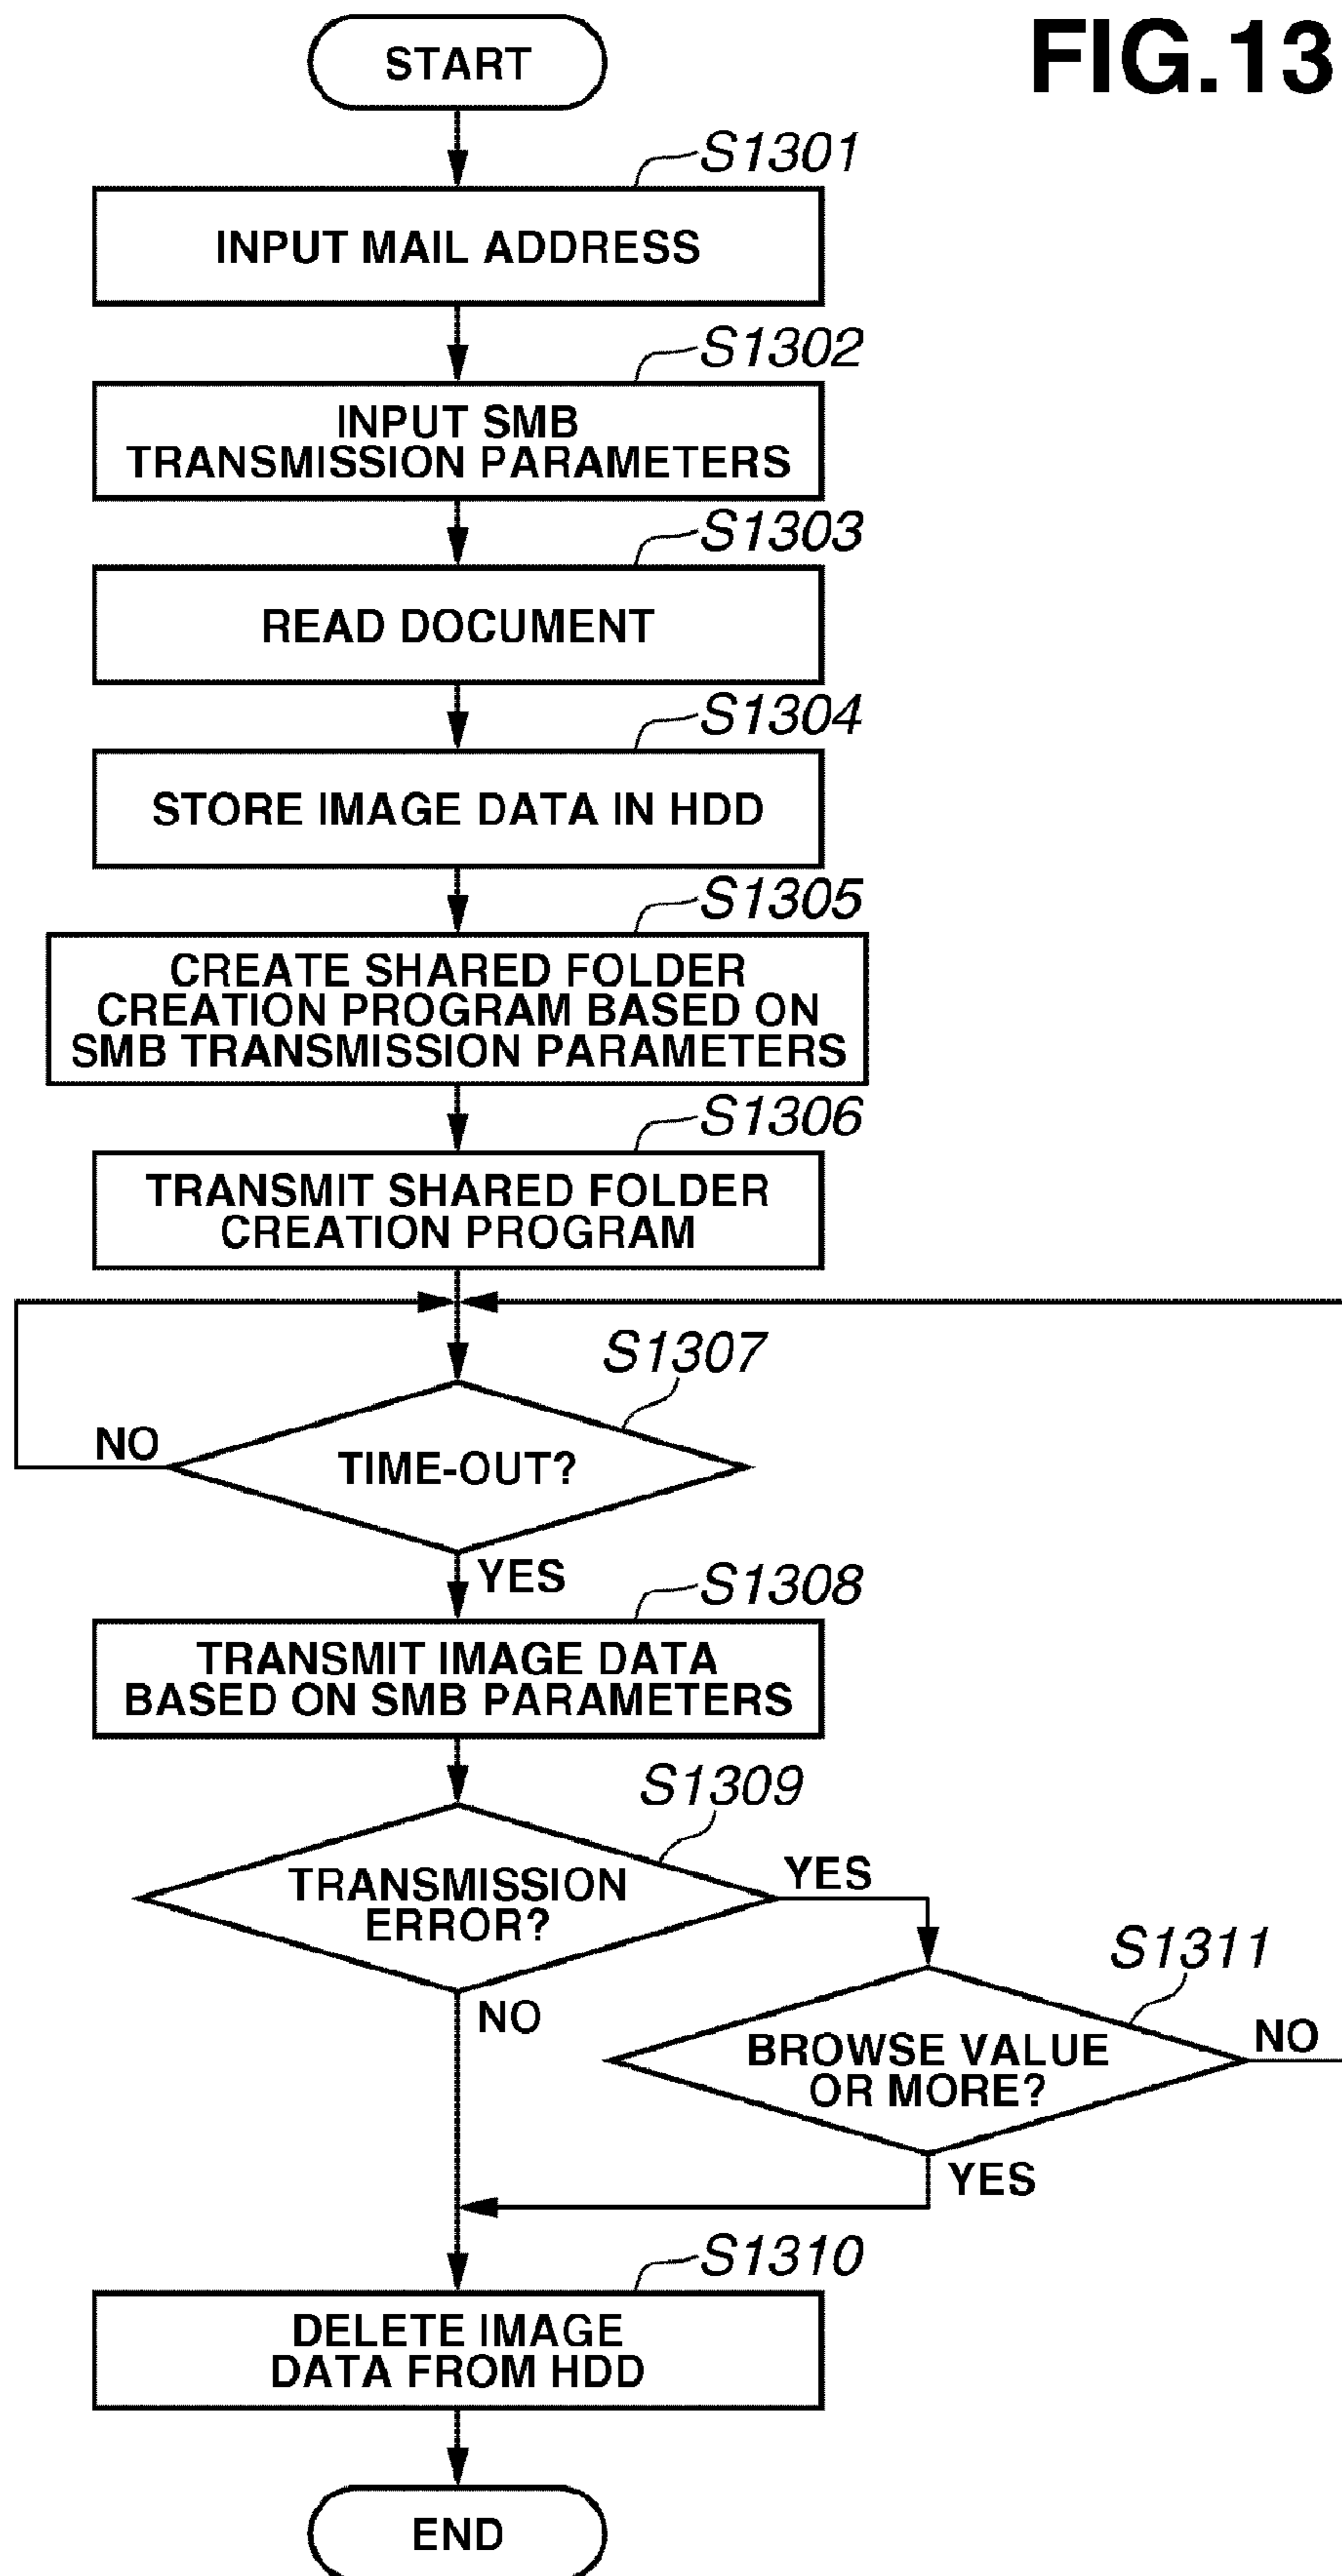 FIG.13
START
S1301
INPUT MAIL ADDRESS
S1302
INPUT SMB
TRANSMISSION PARAMETERS
S1303
READ DOCUMENT
S1304
STORE IMAGE DATA IN HDD
S1305
CREATE SHARED FOLDER
CREATION PROGRAM BASED ON
SMB TRANSMISSION PARAMETERS
S1306
TRANSMIT SHARED FOLDER
CREATION PROGRAM
S1307
NO
TIME-OUT?
YES
S1308
TRANSMIT IMAGE DATA
BASED ON SMB PARAMETERS
S1309
TRANSMISSION
ERROR?
YES
NO
S1311
BROWSE VALUE
OR MORE?
NO
YES
S1310
DELETE IMAGE
DATA FROM HDD
END